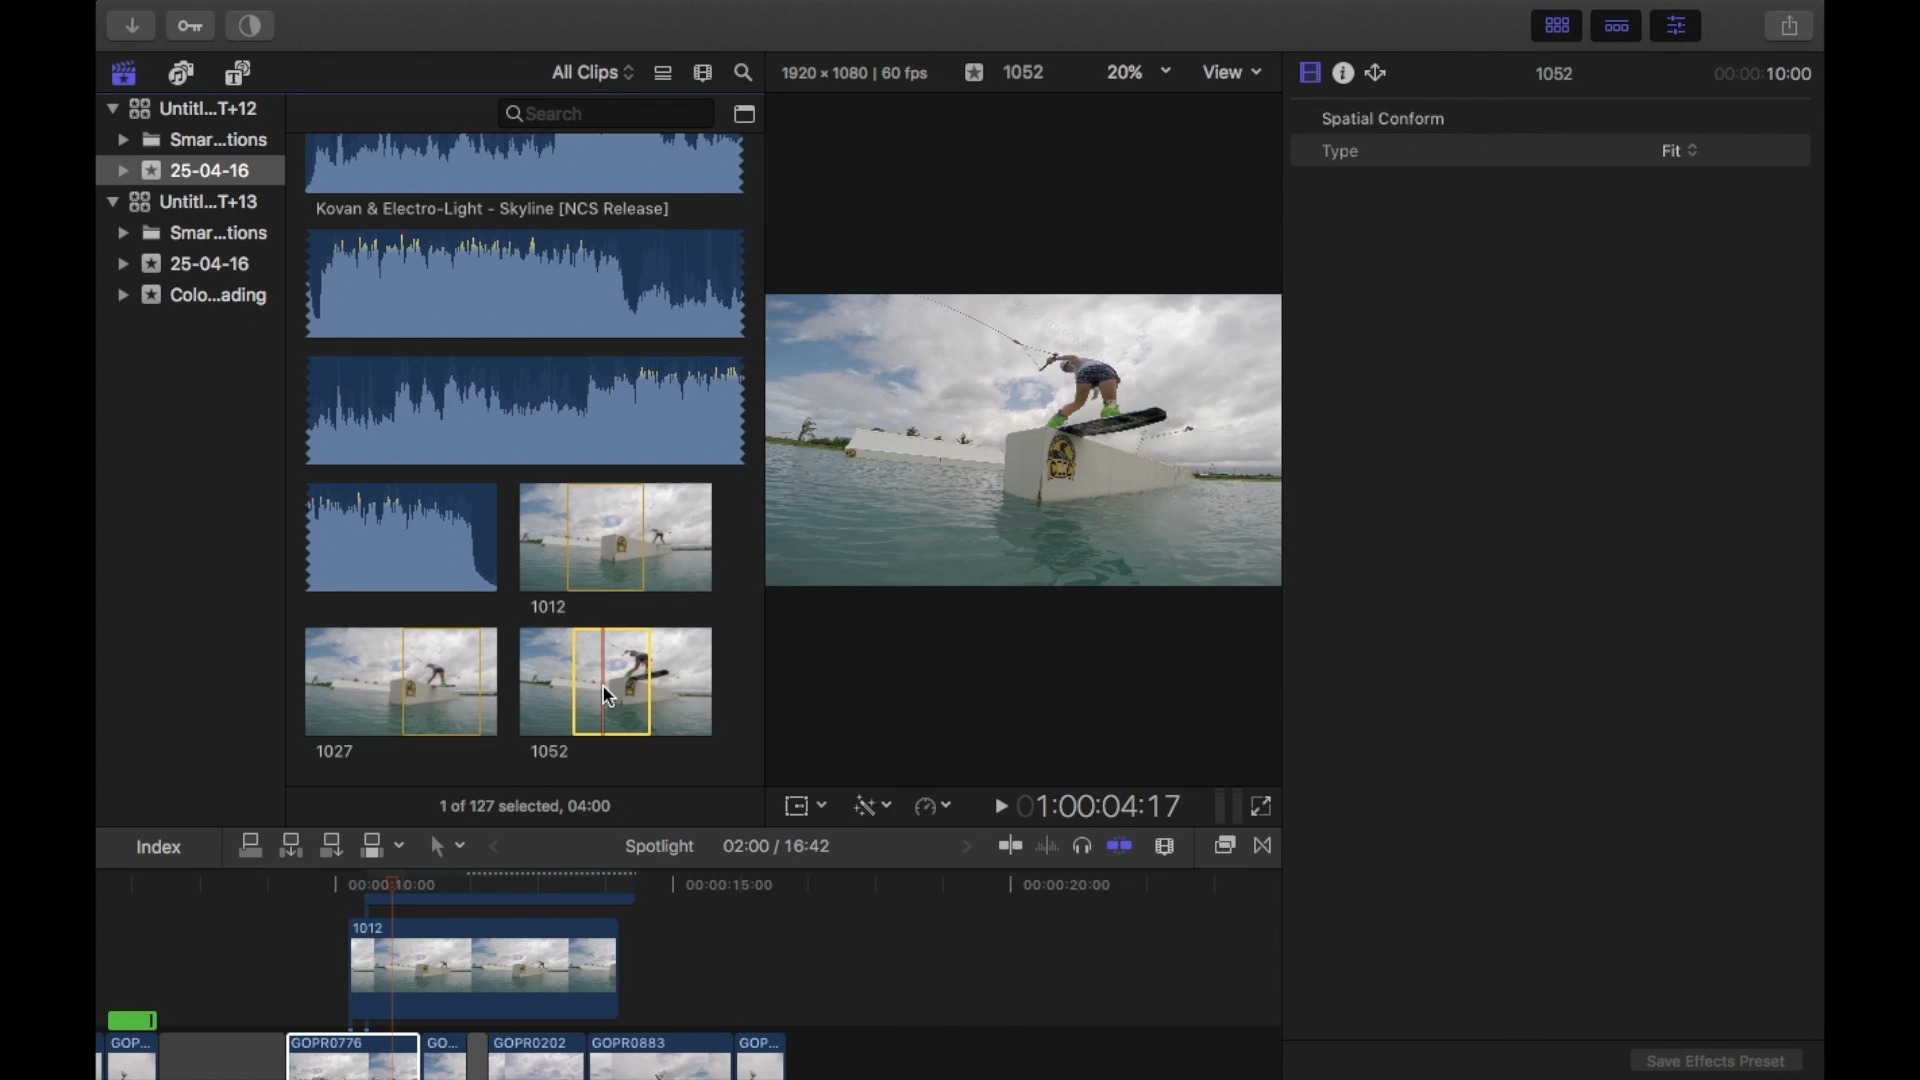 All Clips
1920 × 1080 | 60 fps
1052
20%
View
1052
00:00:10:00
Untitl...T+12
Smar...tions
25-04-16
Untitl...T+13
Smar...tions
25-04-16
Colo...ading
Search
Spatial Conform
Type
Fit
Kovan & Electro-Light - Skyline [NCS Release]
1012
1027
1052
1 of 127 selected, 04:00
01:00:04:17
Index
Spotlight
02:00 / 16:42
00:00:10:00
00:00:15:00
00:00:20:00
1012
GOP...
GOPR0776
GO...
GOPR0202
GOPR0883
GOP...
Save Effects Preset